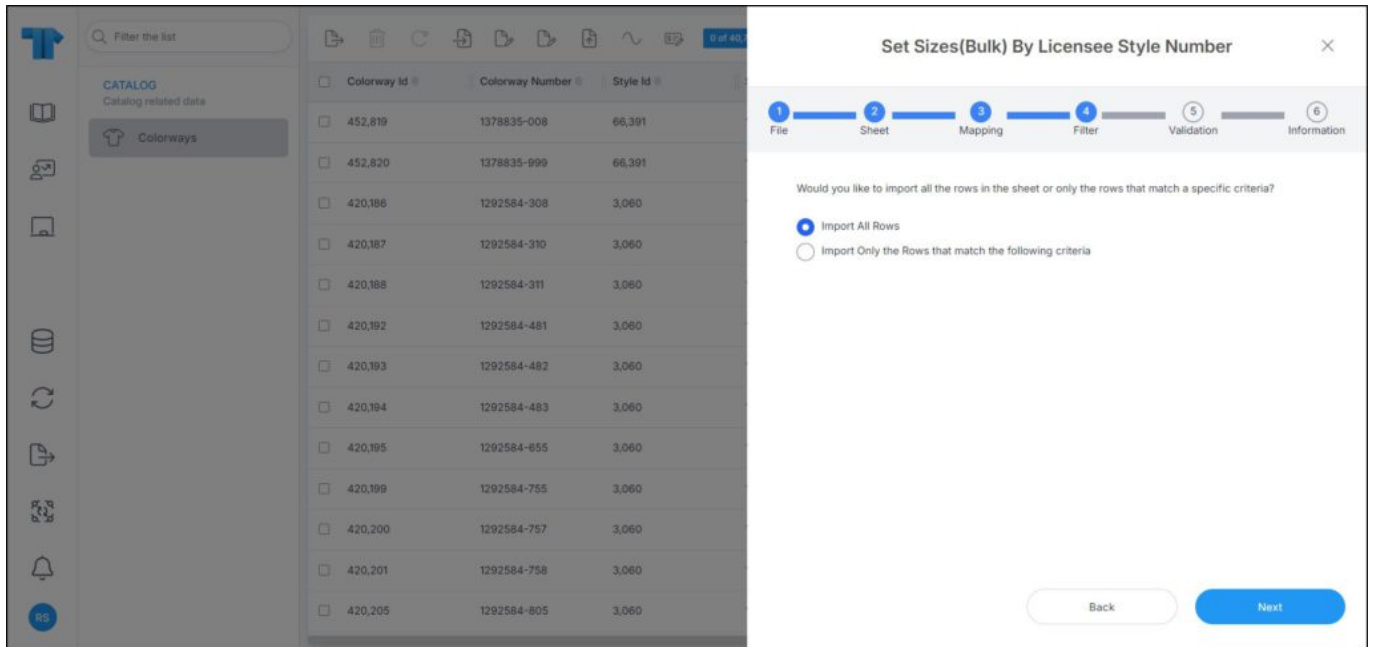 Filter the list
CATALOG
Catalog related data
Colorways
0 of 40,7
Colorway Id Colorway Number Style Id
452,819 1378835-008 66,391
452,820 1378835-999 66,391
420,186 1292584-308 3,060
420,187 1292584-310 3,060
420,188 1292584-311 3,060
420,192 1292584-481 3,060
420,193 1292584-482 3,060
420,194 1292584-483 3,060
420,195 1292584-655 3,060
420,199 1292584-755 3,060
420,200 1292584-757 3,060
420,201 1292584-758 3,060
420,205 1292584-805 3,060
RS
Set Sizes(Bulk) By Licensee Style Number
1 2 3 4 5 6
File Sheet Mapping Filter Validation Information
Would you like to import all the rows in the sheet or only the rows that match a specific criteria?
Import All Rows
Import Only the Rows that match the following criteria
Back Next